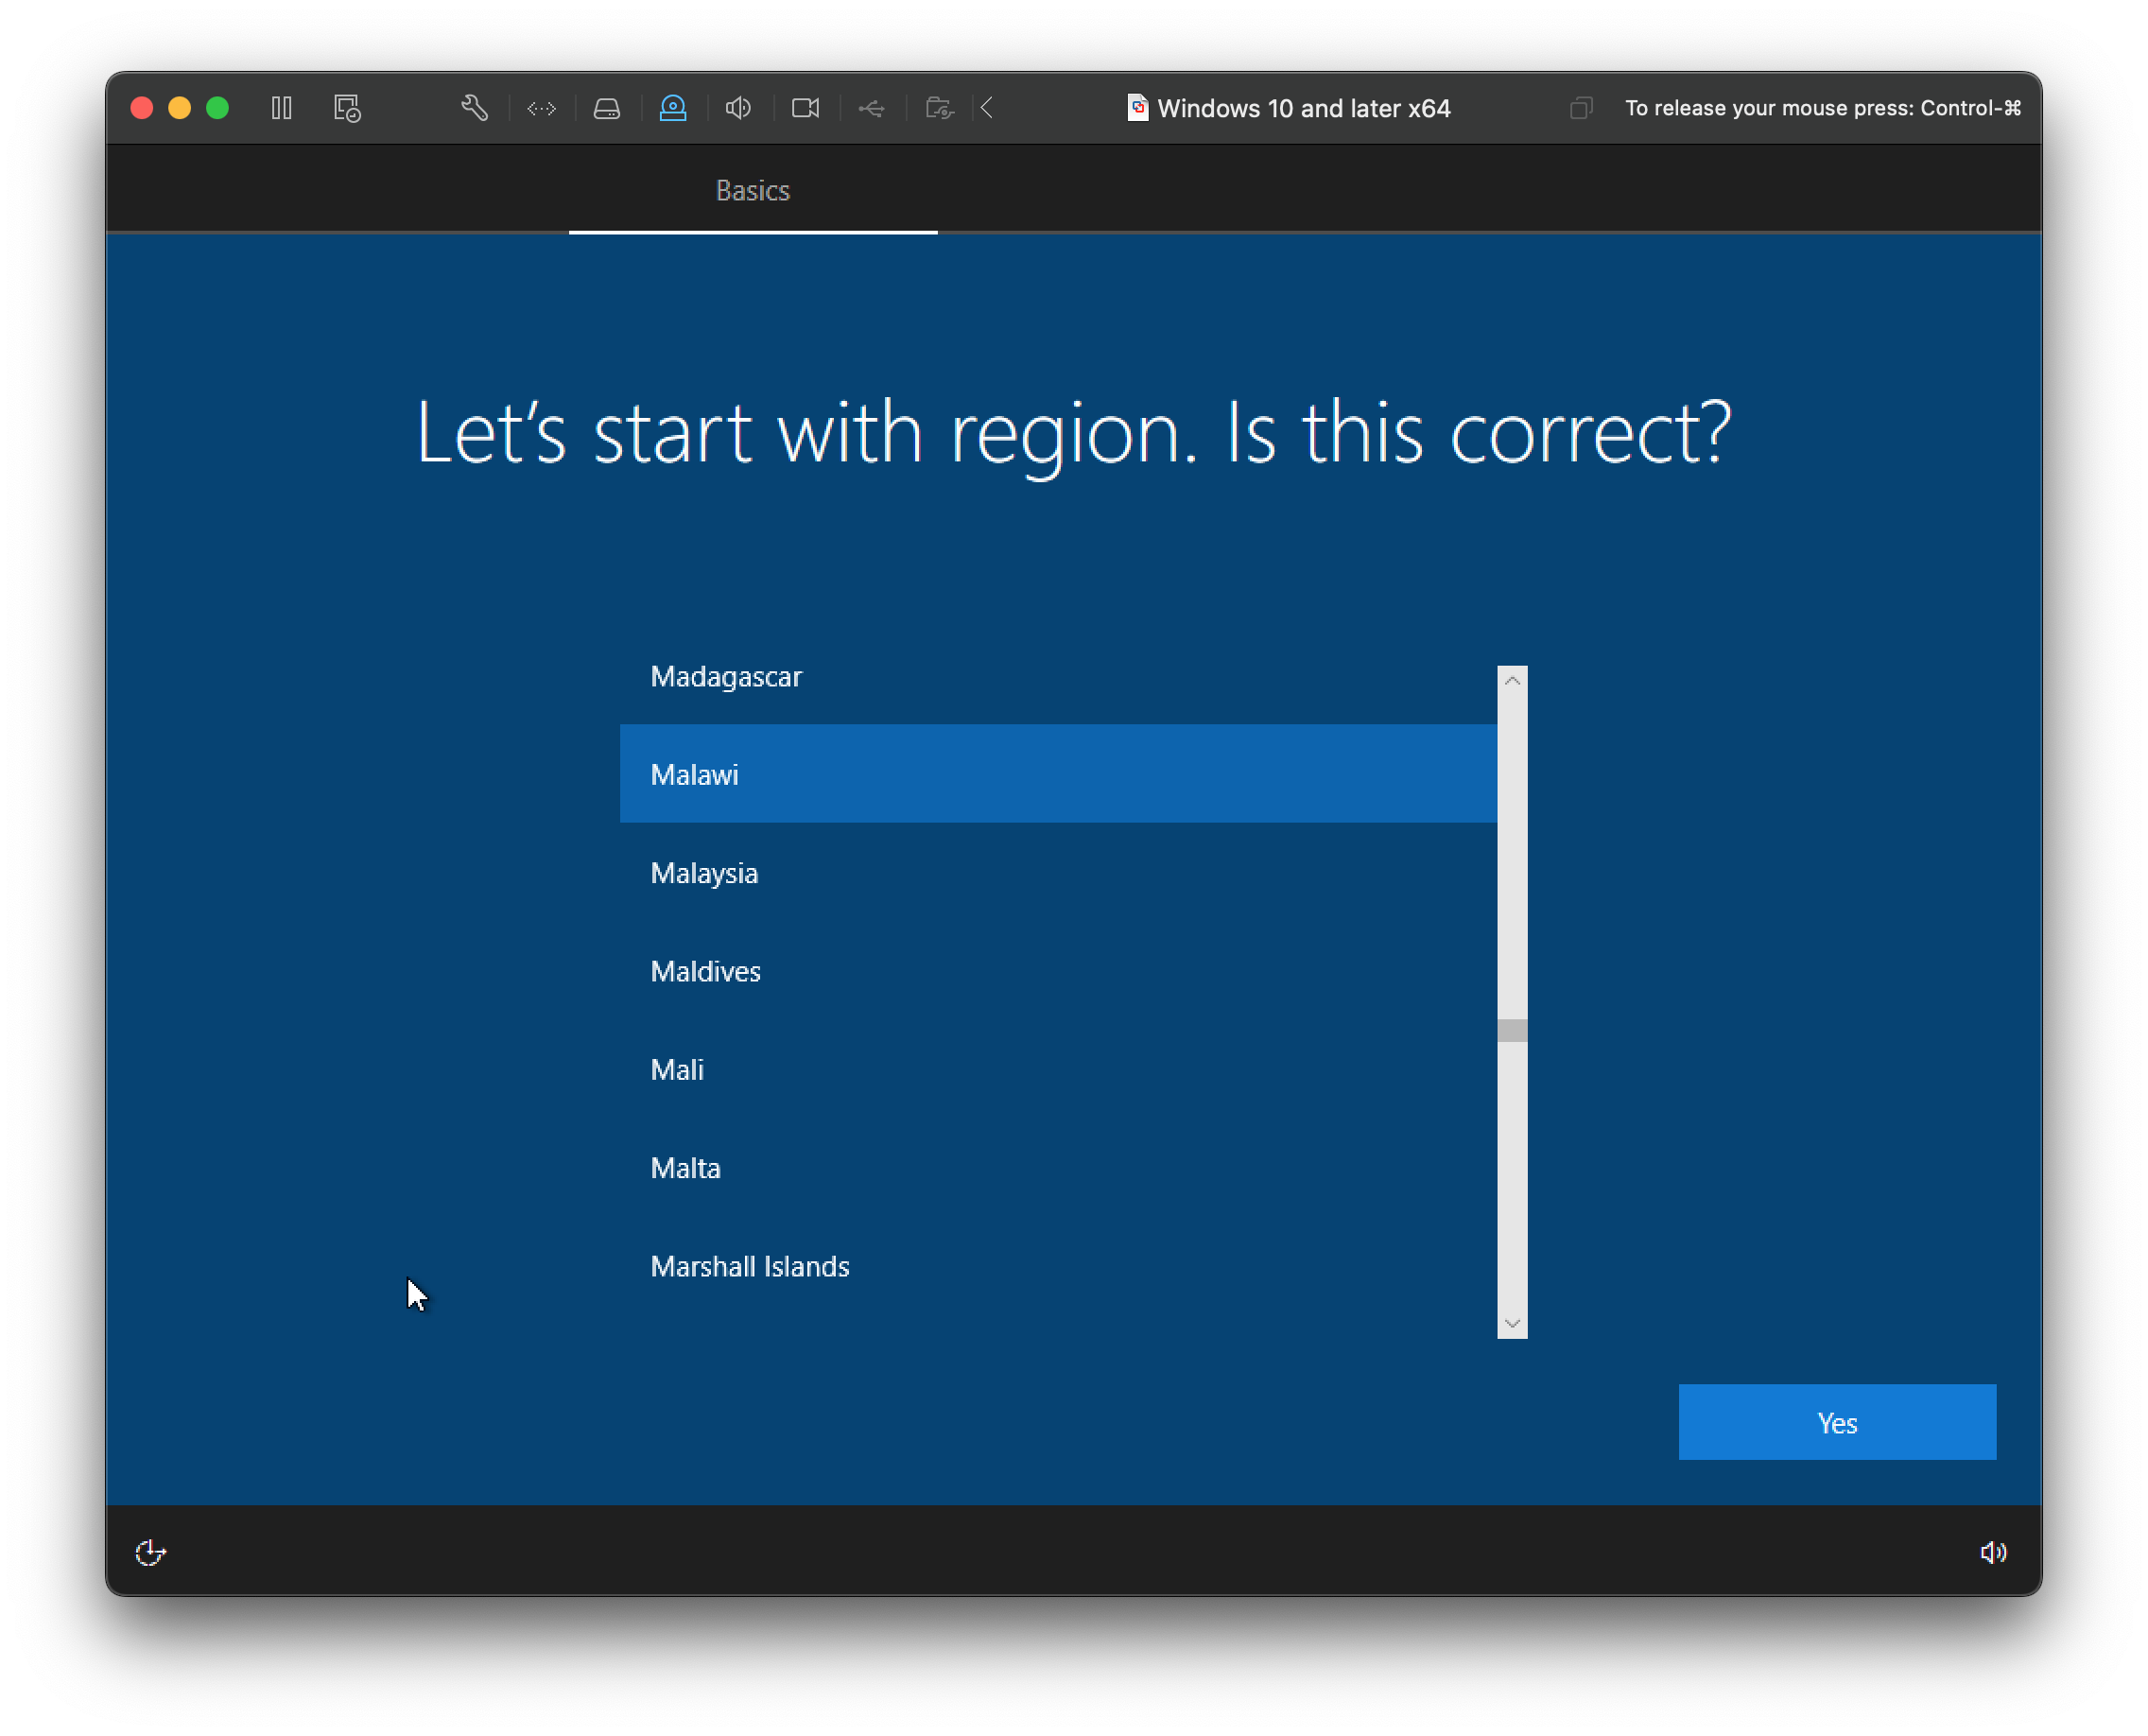 Windows 10 and later x64
To release your mouse press: Control-⌘
Basics
Let’s start with region. Is this correct?
Madagascar
Malawi
Malaysia
Maldives
Mali
Malta
Marshall Islands
Yes